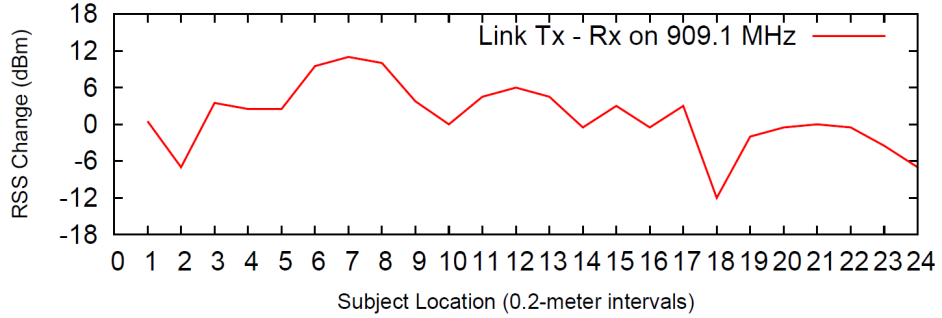 18
12
6
0
-6
-12
-18
RSS Change (dBm)
Link Tx - Rx on 909.1 MHz
0 1 2 3 4 5 6 7 8 9 10 11 12 13 14 15 16 17 18 19 20 21 22 23 24
Subject Location (0.2-meter intervals)